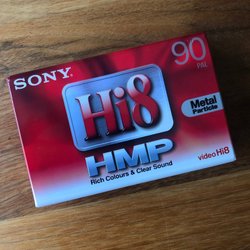 SONY
90
PAL
Hi8
Metal
Particle
HMP
Rich Colours & Clear Sound
video Hi8